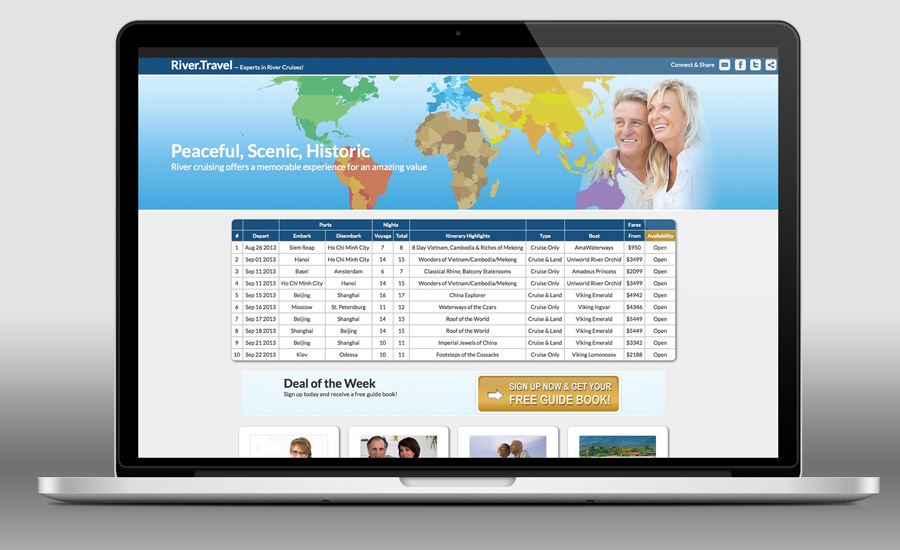 River.Travel — Experts in River Cruises!
Connect & Share
Peaceful, Scenic, Historic
River cruising offers a memorable experience for an amazing value
Ports Nights Fares
# Depart Embark Disembark Voyage Total Itinerary Highlights Type Boat From Availability
1 Aug 26 2013 Siem Reap Ho Chi Minh City 7 8 8 Day Vietnam, Cambodia & Riches of Mekong Cruise Only AmaWaterways $950 Open
2 Sep 01 2013 Hanoi Ho Chi Minh City 14 15 Wonders of Vietnam/Cambodia/Mekong Cruise & Land Uniworld River Orchid $3499 Open
3 Sep 11 2013 Basel Amsterdam 6 7 Classical Rhine, Balcony Staterooms Cruise Only Amadeus Princess $2099 Open
4 Sep 11 2013 Ho Chi Minh City Hanoi 14 15 Wonders of Vietnam/Cambodia/Mekong Cruise & Land Uniworld River Orchid $3499 Open
5 Sep 15 2013 Beijing Shanghai 16 17 China Explorer Cruise & Land Viking Emerald $4942 Open
6 Sep 16 2013 Moscow St. Petersburg 11 12 Waterways of the Czars Cruise Only Viking Ingvar $4346 Open
7 Sep 17 2013 Beijing Shanghai 14 15 Roof of the World Cruise & Land Viking Emerald $5449 Open
8 Sep 18 2013 Shanghai Beijing 14 15 Roof of the World Cruise & Land Viking Emerald $5449 Open
9 Sep 21 2013 Beijing Shanghai 10 11 Imperial Jewels of China Cruise & Land Viking Emerald $3342 Open
10 Sep 22 2013 Kiev Odessa 10 11 Footsteps of the Cossacks Cruise Only Viking Lomonosov $2188 Open
Deal of the Week
Sign up today and receive a free guide book!
SIGN UP NOW & GET YOUR
FREE GUIDE BOOK!